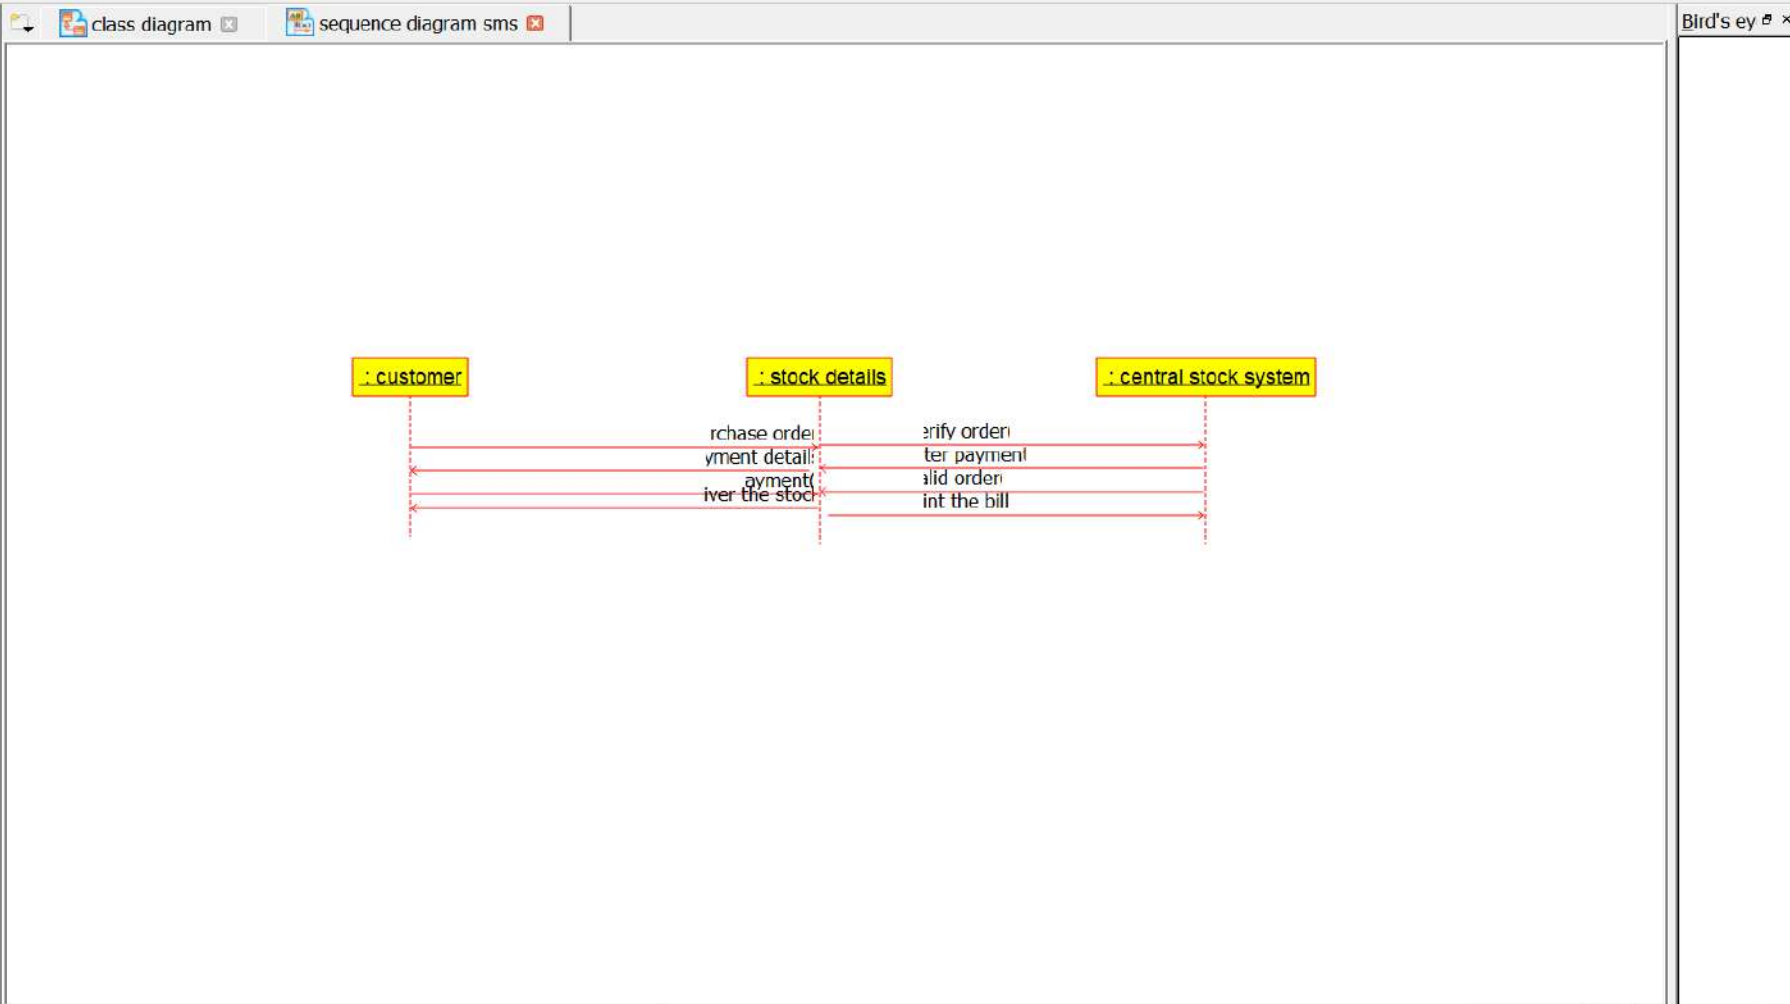 class diagram
sequence diagram sms
Bird's ey
: customer
: stock details
: central stock system
rchase order
erify order(
yment details
ter payment
ayment(
alid order(
iver the stock
int the bill